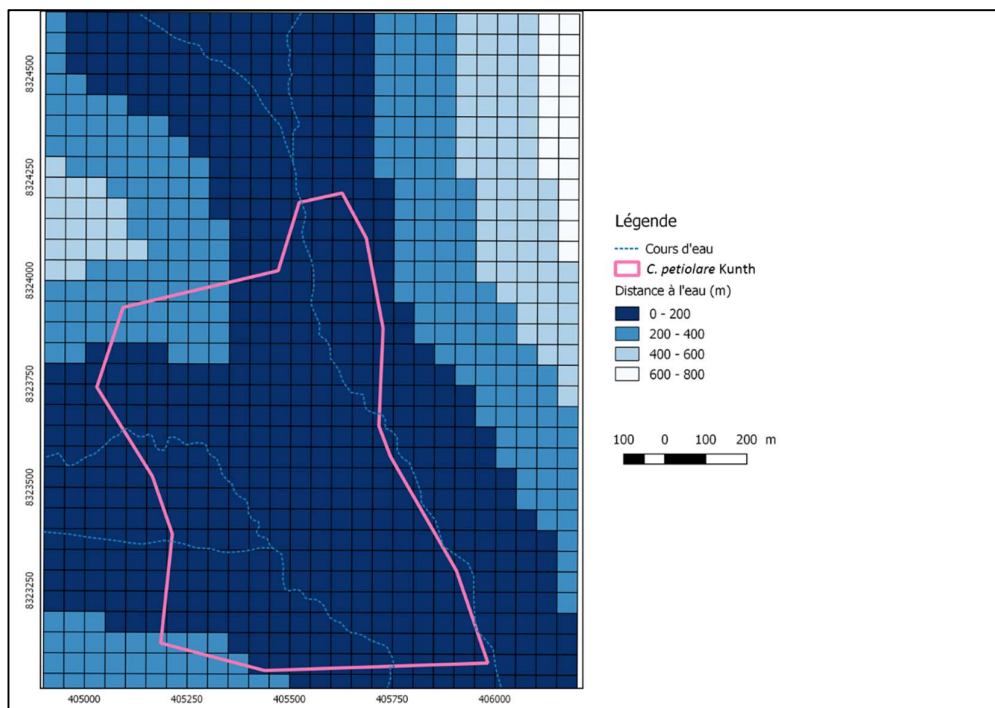 8324500
8324250
8324000
8323750
8323500
8323250
405000 405250 405500 405750 406000
Légende
Cours d'eau
C. petiolare Kunth
Distance à l'eau (m)
0 - 200
200 - 400
400 - 600
600 - 800
100 0 100 200 m